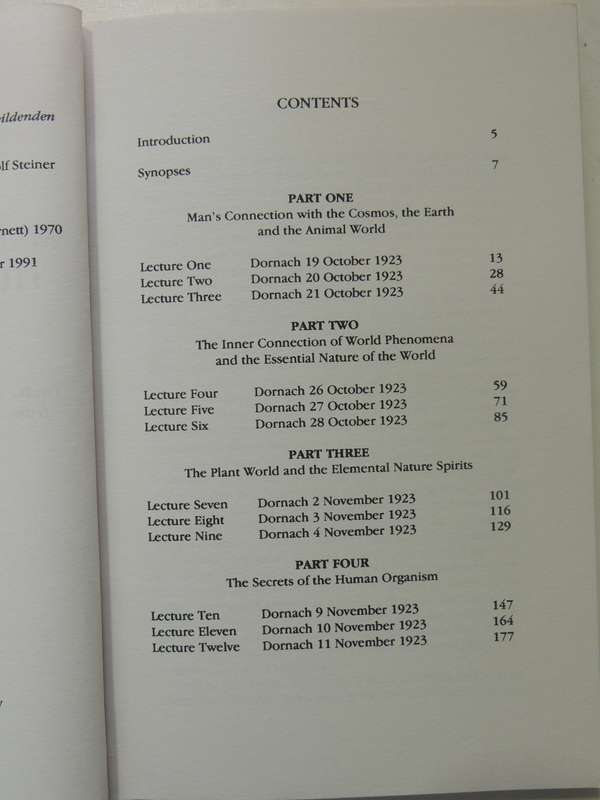 ildenden
lf Steiner
nett) 1970
r 1991
CONTENTS
Introduction 5
Synopses 7
PART ONE
Man's Connection with the Cosmos, the Earth
and the Animal World
Lecture One Dornach 19 October 1923 13
Lecture Two Dornach 20 October 1923 28
Lecture Three Dornach 21 October 1923 44
PART TWO
The Inner Connection of World Phenomena
and the Essential Nature of the World
Lecture Four Dornach 26 October 1923 59
Lecture Five Dornach 27 October 1923 71
Lecture Six Dornach 28 October 1923 85
PART THREE
The Plant World and the Elemental Nature Spirits
Lecture Seven Dornach 2 November 1923 101
Lecture Eight Dornach 3 November 1923 116
Lecture Nine Dornach 4 November 1923 129
PART FOUR
The Secrets of the Human Organism
Lecture Ten Dornach 9 November 1923 147
Lecture Eleven Dornach 10 November 1923 164
Lecture Twelve Dornach 11 November 1923 177